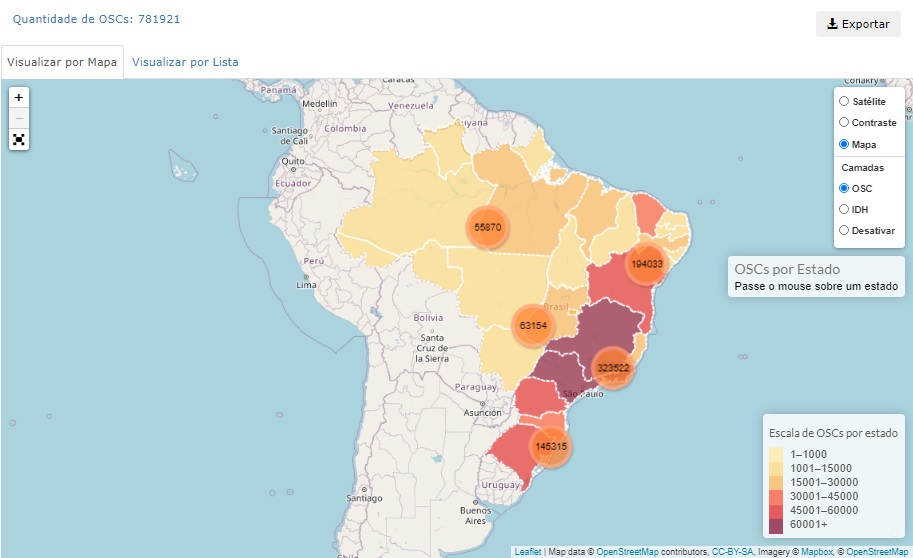 Quantidade de OSCs: 781921
Exportar
Visualizar por Mapa
Visualizar por Lista
+
−
Satélite
Contraste
Mapa
Camadas
OSC
IDH
Desativar
OSCs por Estado
Passe o mouse sobre um estado
Caracas
Conakry
Panamá
Medellín
Venezuela
Guyana
Santiago
de Cali
Colombia
Quito
Ecuador
55870
194033
Perú
Lima
Brasil
63154
Bolivia
Santa
Cruz de
la Sierra
323522
São Paulo
Paraguay
Asunción
145315
Uruguay
Santiago
Buenos
Aires
Chile
Escala de OSCs por estado
1–1000
1001–15000
15001–30000
30001–45000
45001–60000
60001+
Leaflet | Map data © OpenStreetMap contributors, CC-BY-SA, Imagery © Mapbox, © OpenStreetMap